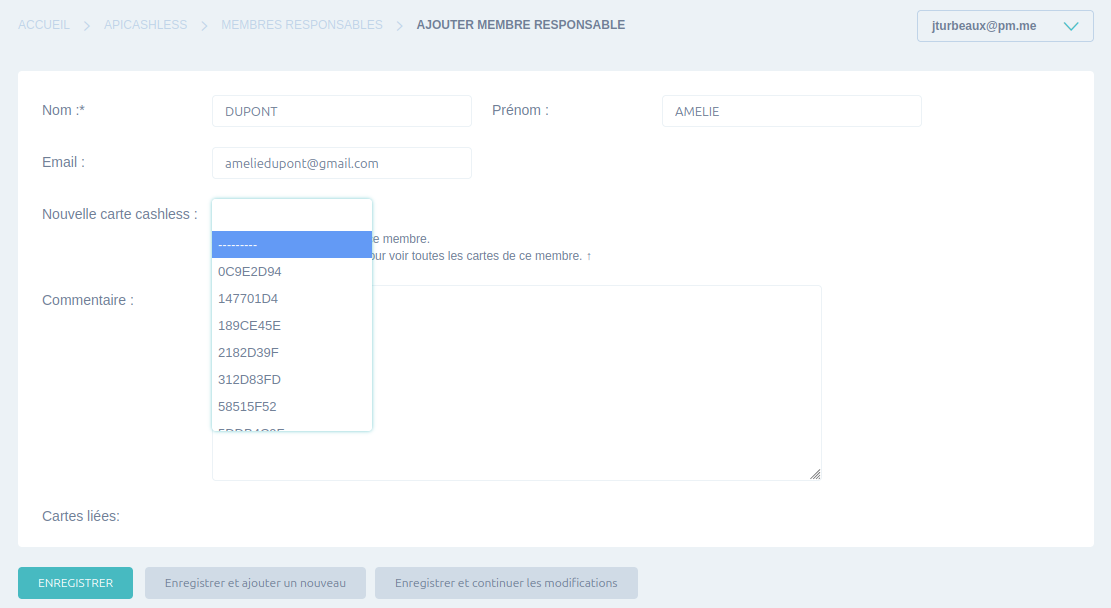 ACCUEIL > APICASHLESS > MEMBRES RESPONSABLES > AJOUTER MEMBRE RESPONSABLE
jturbeaux@pm.me
Nom :* DUPONT Prénom : AMELIE
Email : ameliedupont@gmail.com
Nouvelle carte cashless :
e membre.
---------
our voir toutes les cartes de ce membre. ↑
0C9E2D94
Commentaire : 147701D4
189CE45E
2182D39F
312D83FD
58515F52
Cartes liées:
ENREGISTRER Enregistrer et ajouter un nouveau Enregistrer et continuer les modifications